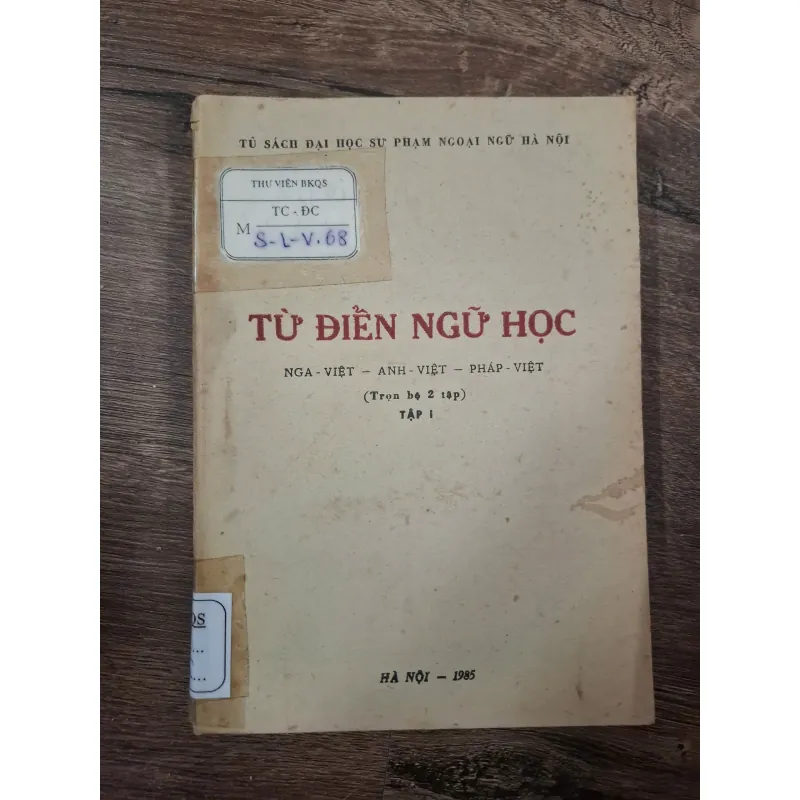 TỦ SÁCH ĐẠI HỌC SƯ PHẠM NGOẠI NGỮ HÀ NỘI
THƯ VIỆN BKQS
TC - ĐC
M S-L-V.68
TỪ ĐIỂN NGỮ HỌC
NGA - VIỆT — ANH - VIỆT — PHÁP - VIỆT
(Trọn bộ 2 tập)
TẬP I
QS
HÀ NỘI — 1985